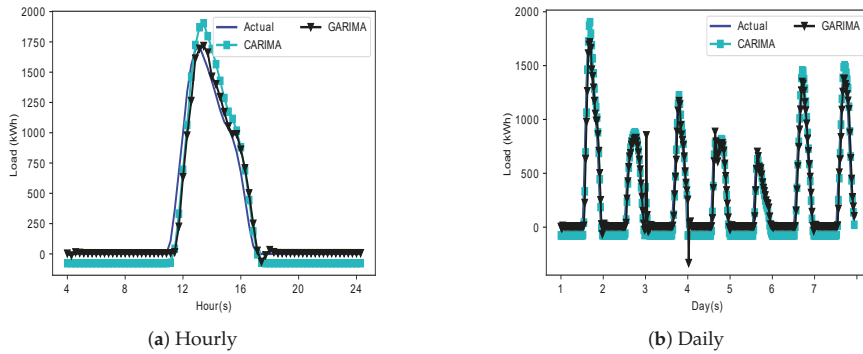 Actual
CARIMA
GARIMA
2000
1750
1500
1250
1000
750
500
250
0
Load (kWh)
4 8 12 16 20 24
Hour(s)
(a) Hourly
Actual
CARIMA
GARIMA
2000
1500
1000
500
0
Load (kWh)
1 2 3 4 5 6 7
Day(s)
(b) Daily